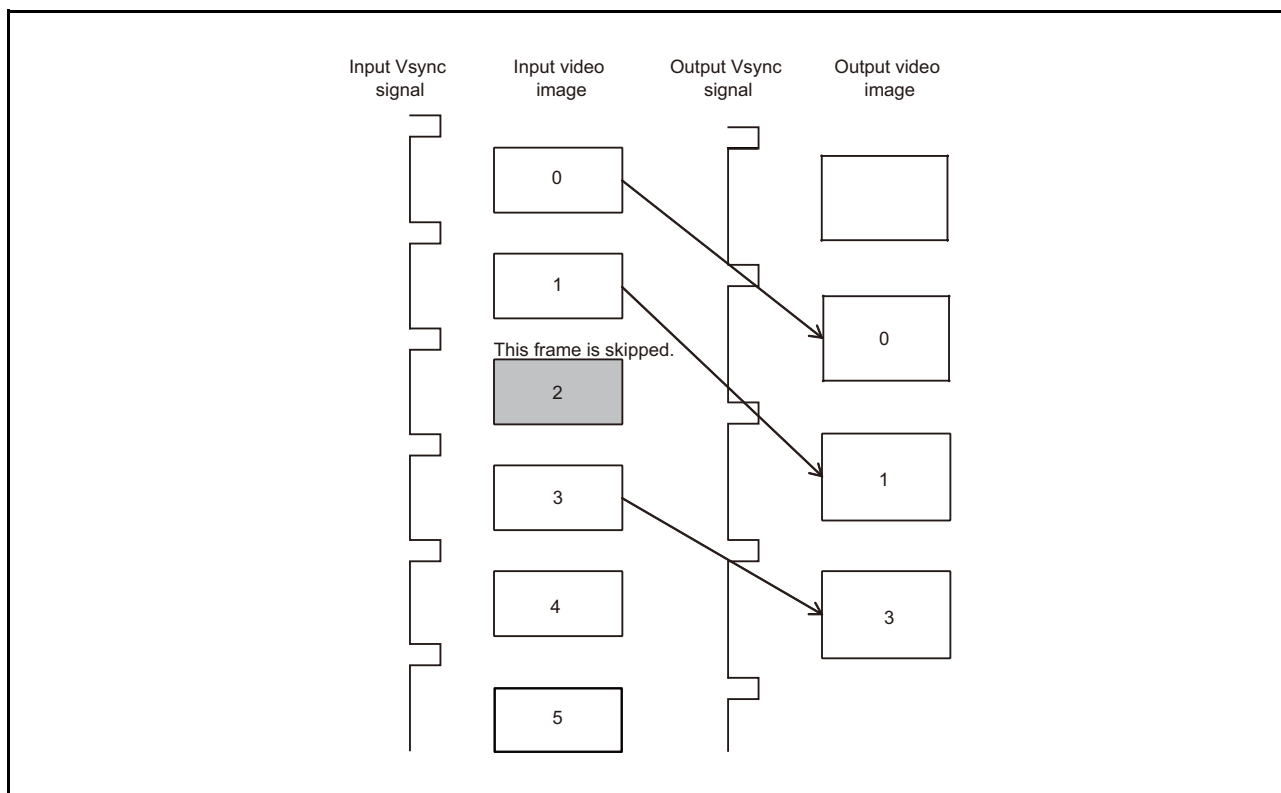 Input Vsync
signal
Input video
image
Output Vsync
signal
Output video
image
0
1
This frame is skipped.
2
3
4
5
0
1
3